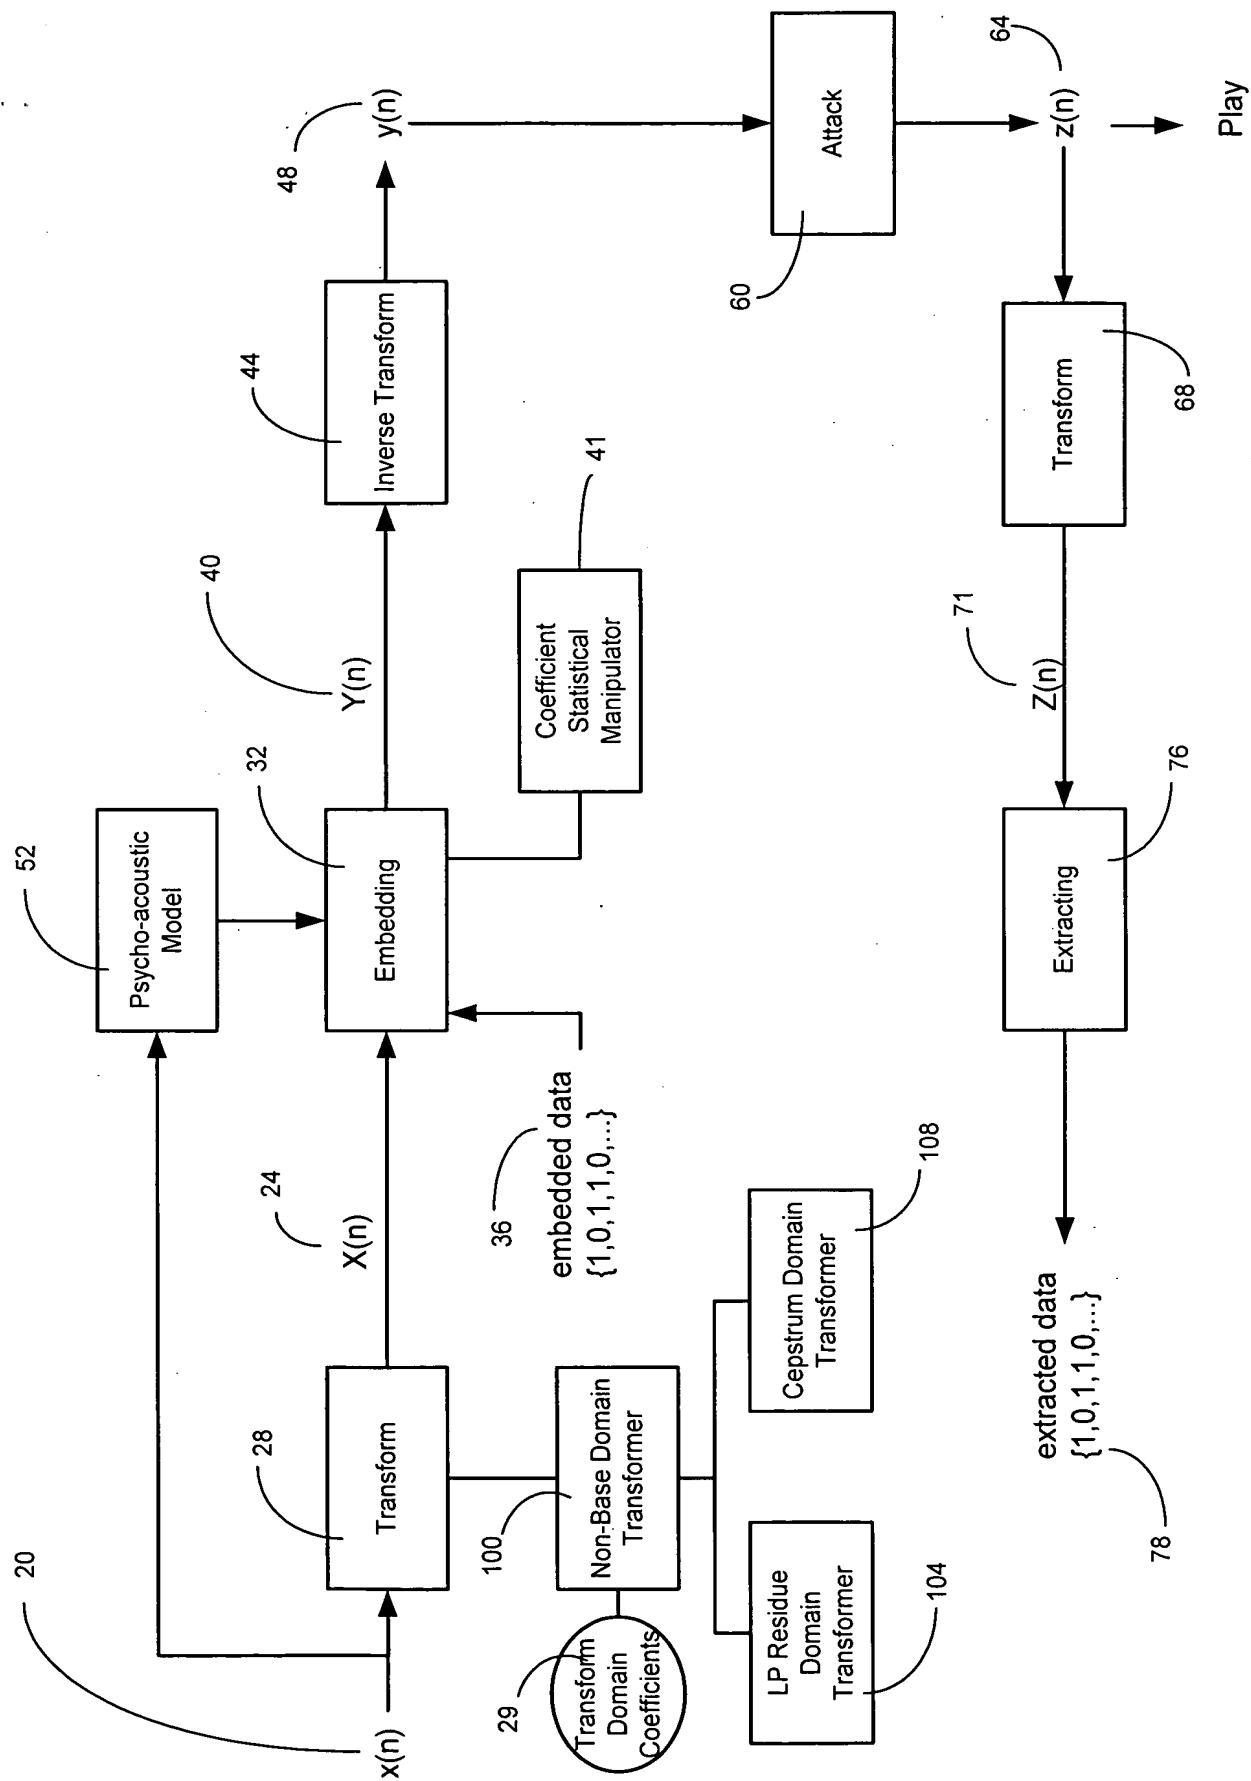 20
x(n)
28
Transform
24
X(n)
52
Psycho-acoustic
Model
32
Embedding
40
Y(n)
44
Inverse Transform
48
y(n)
36
embedded data
{1,0,1,1,0,...}
Coefficient
Statistical
Manipulator
41
100
Non-Base Domain
Transformer
29
Transform
Domain
Coefficients
LP Residue
Domain
Transformer
104
Cepstrum Domain
Transformer
108
60
Attack
64
z(n)
Play
Transform
68
71
Z(n)
Extracting
76
extracted data
{1,0,1,1,0,...}
78